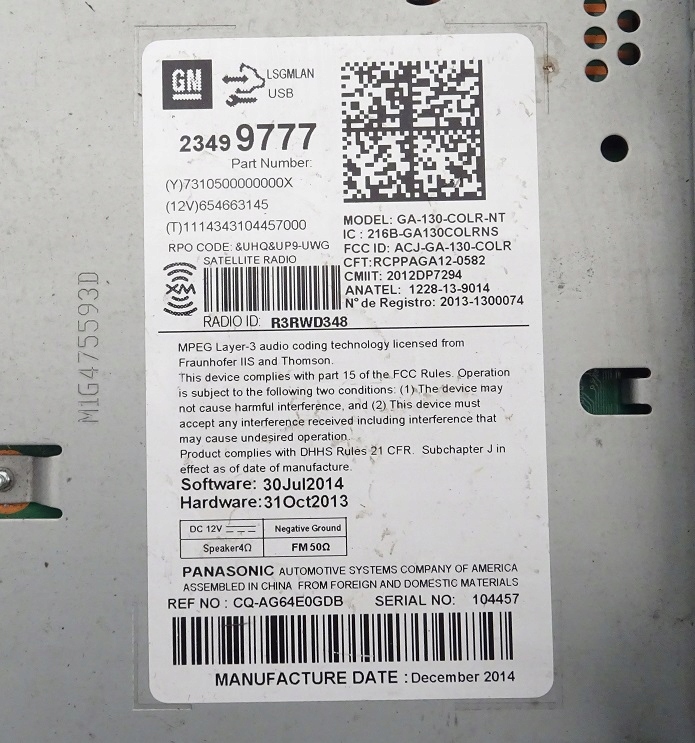 GM
LSGMLAN
USB
23499777
Part Number:
(Y)7310500000000X
(12V)654663145
(T)1114343104457000
RPO CODE: &UHQ&UP9-UWG
SATELLITE RADIO
XM
RADIO ID: R3RWD348
MODEL: GA-130-COLR-NT
IC : 216B-GA130COLRNS
FCC ID: ACJ-GA-130-COLR
CFT:RCPPAGA12-0582
CMIIT: 2012DP7294
ANATEL: 1228-13-9014
N° de Registro: 2013-1300074
MPEG Layer-3 audio coding technology licensed from
Fraunhofer IIS and Thomson.
This device complies with part 15 of the FCC Rules. Operation
is subject to the following two conditions: (1) The device may
not cause harmful interference, and (2) This device must
accept any interference received including interference that
may cause undesired operation.
Product complies with DHHS Rules 21 CFR. Subchapter J in
effect as of date of manufacture.
Software: 30Jul2014
Hardware:31Oct2013
DC 12V Negative Ground
Speaker4Ω FM 50Ω
PANASONIC AUTOMOTIVE SYSTEMS COMPANY OF AMERICA
ASSEMBLED IN CHINA FROM FOREIGN AND DOMESTIC MATERIALS
REF NO : CQ-AG64E0GDB SERIAL NO: 104457
MANUFACTURE DATE : December 2014
M1G475593D